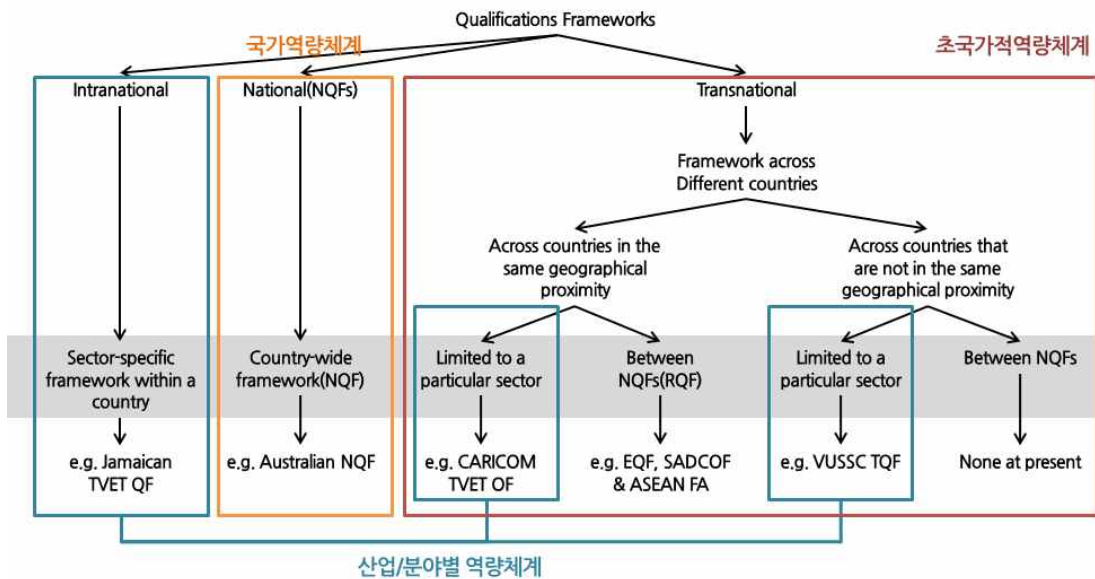 Qualifications Frameworks
국가역량체계
초국가적역량체계
Intranational
National(NQFs)
Transnational
Framework across
Different countries
Across countries in the
same geographical
proximity
Across countries that
are not in the same
geographical proximity
Sector-specific
framework within a
country
Country-wide
framework(NQF)
Limited to a
particular sector
Between
NQFs(RQF)
Limited to a
particular sector
Between NQFs
e.g. Jamaican
TVET QF
e.g. Australian NQF
e.g. CARICOM
TVET OF
e.g. EQF, SADCOF
& ASEAN FA
e.g. VUSSC TQF
None at present
산업/분야별 역량체계